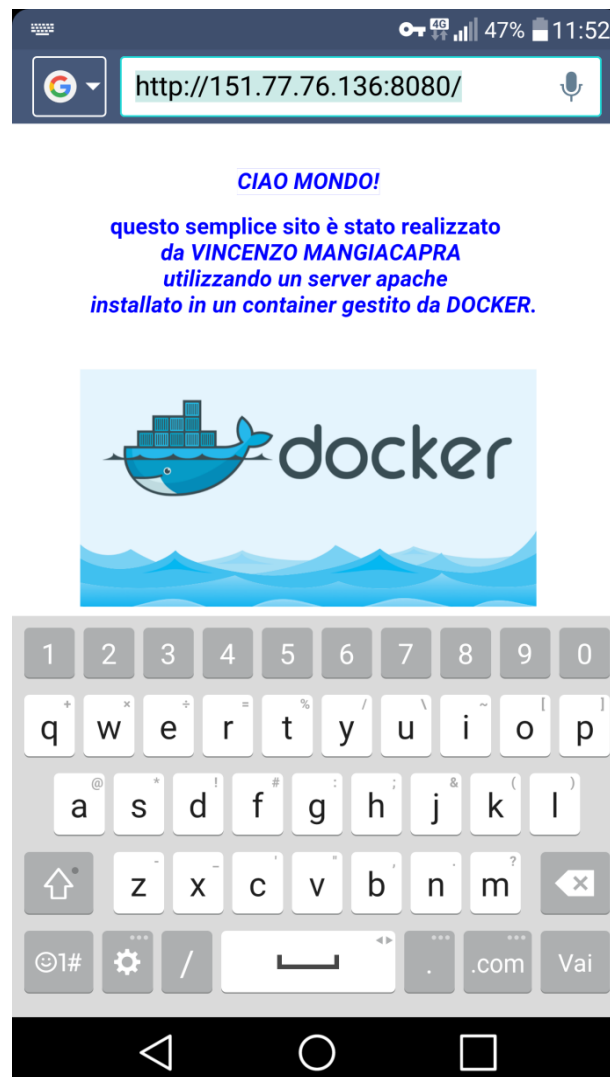 4G 47% 11:52
http://151.77.76.136:8080/
CIAO MONDO!
questo semplice sito è stato realizzato
da VINCENZO MANGIACAPRA
utilizzando un server apache
installato in un container gestito da DOCKER.
docker
1 2 3 4 5 6 7 8 9 0
+ × ÷ = % / \ ~ [ ]
q w e r t y u i o p
@ * ! # : ; & ( )
a s d f g h j k l
- _ ' " , . ?
z x c v b n m
1# / . .com Vai